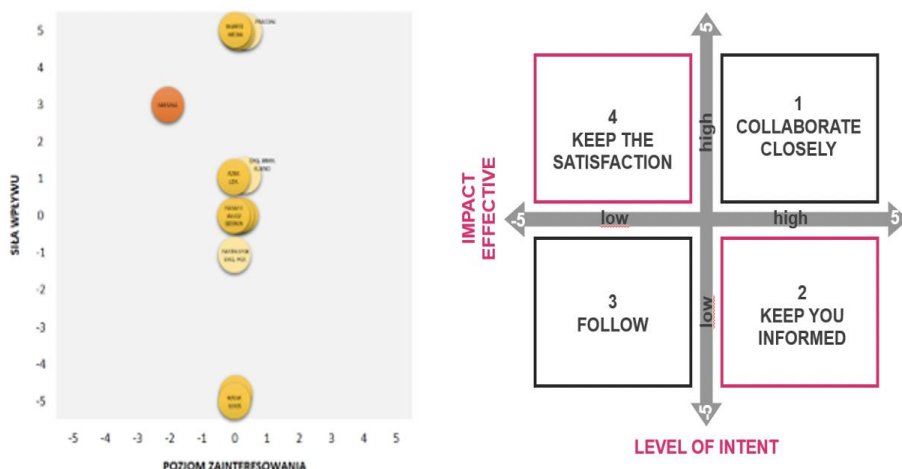 5
4
3
2
1
0
-1
-2
-3
-4
-5
SIŁA WPŁYWU
-5 -4 -3 -2 -1 0 1 2 3 4 5
POZIOM ZAINTERESOWANIA
5
4
KEEP THE
SATISFACTION
high
1
COLLABORATE
CLOSELY
IMPACT
EFFECTIVE
-5
low
high
5
3
FOLLOW
low
2
KEEP YOU
INFORMED
-5
LEVEL OF INTENT